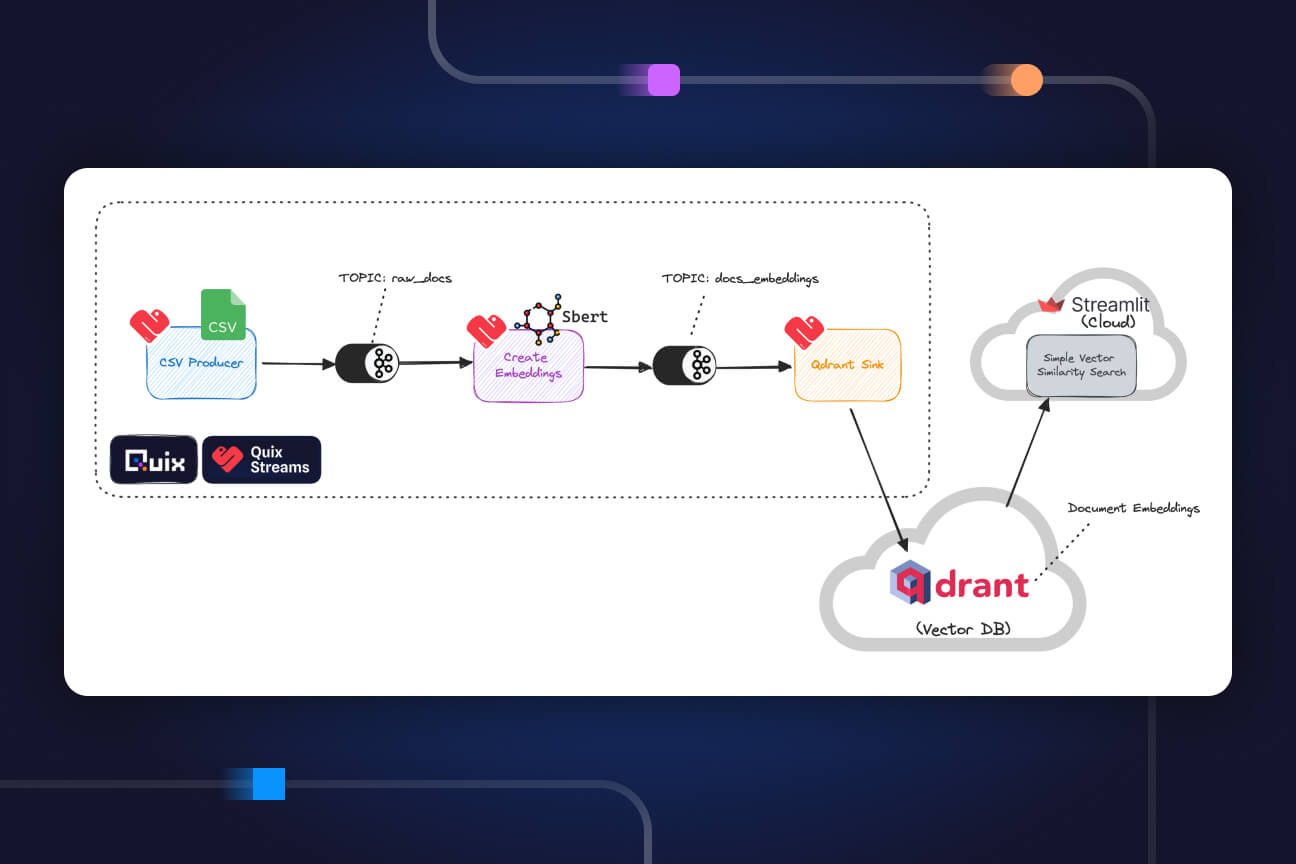 TOPIC: raw_docs
TOPIC: docs_embeddings
CSV
Sbert
Streamlit
(Cloud)
CSV Producer
Create
Embeddings
Qdrant Sink
Simple Vector
Similarity Search
Quix
Quix
Streams
Document Embeddings
qdrant
(Vector DB)